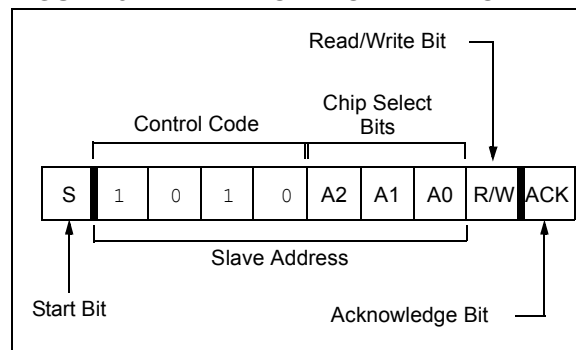 Read/Write Bit
Chip Select
Control Code Bits
S 1 0 1 0 A2 A1 A0 R/W ACK
Slave Address
Start Bit
Acknowledge Bit